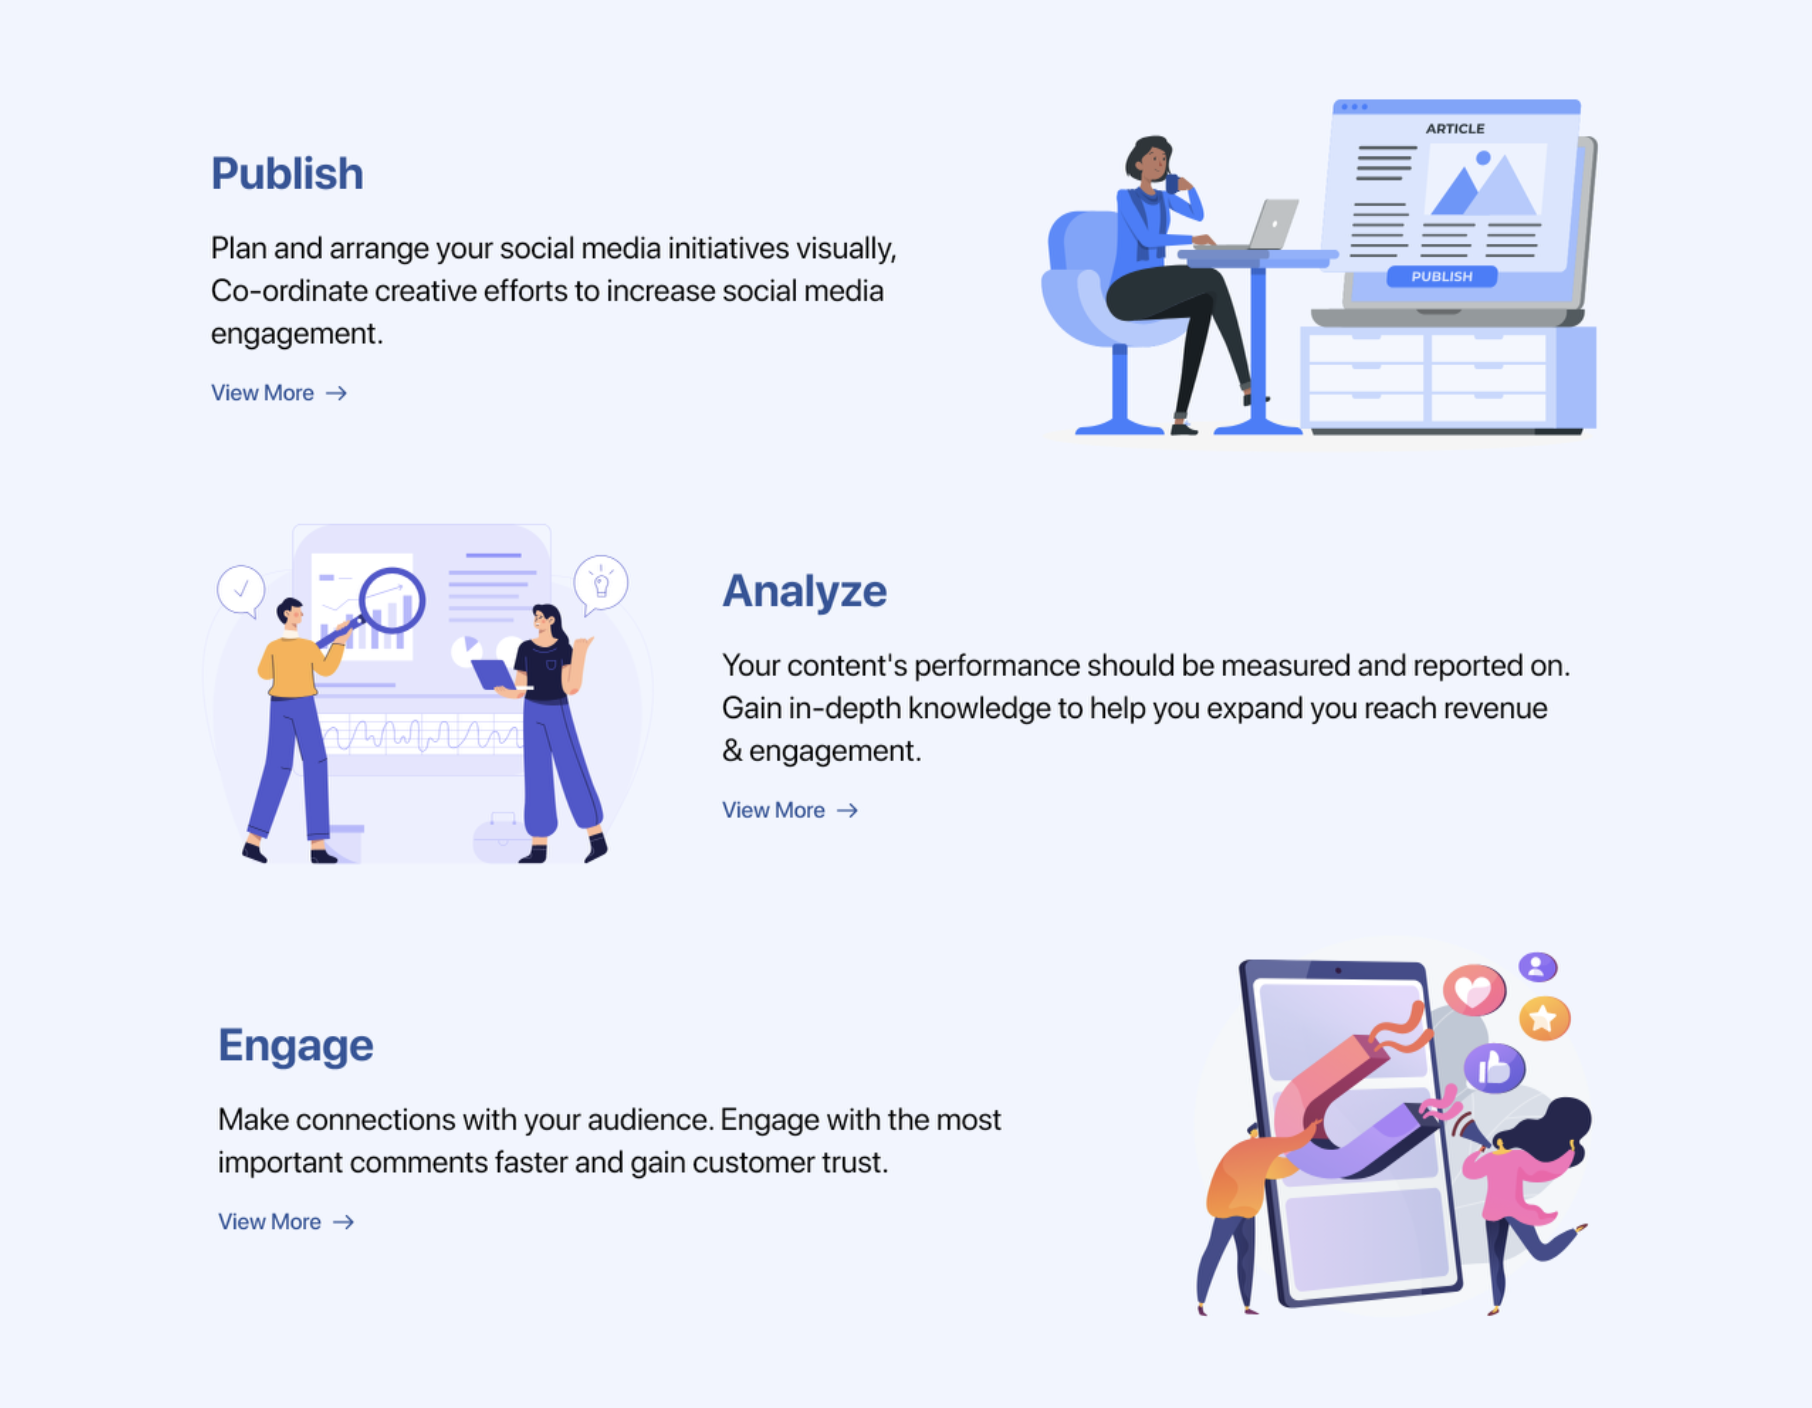 Publish
Plan and arrange your social media initiatives visually,
Co-ordinate creative efforts to increase social media
engagement.
View More →
ARTICLE
PUBLISH
Analyze
Your content's performance should be measured and reported on.
Gain in-depth knowledge to help you expand you reach revenue
& engagement.
View More →
Engage
Make connections with your audience. Engage with the most
important comments faster and gain customer trust.
View More →